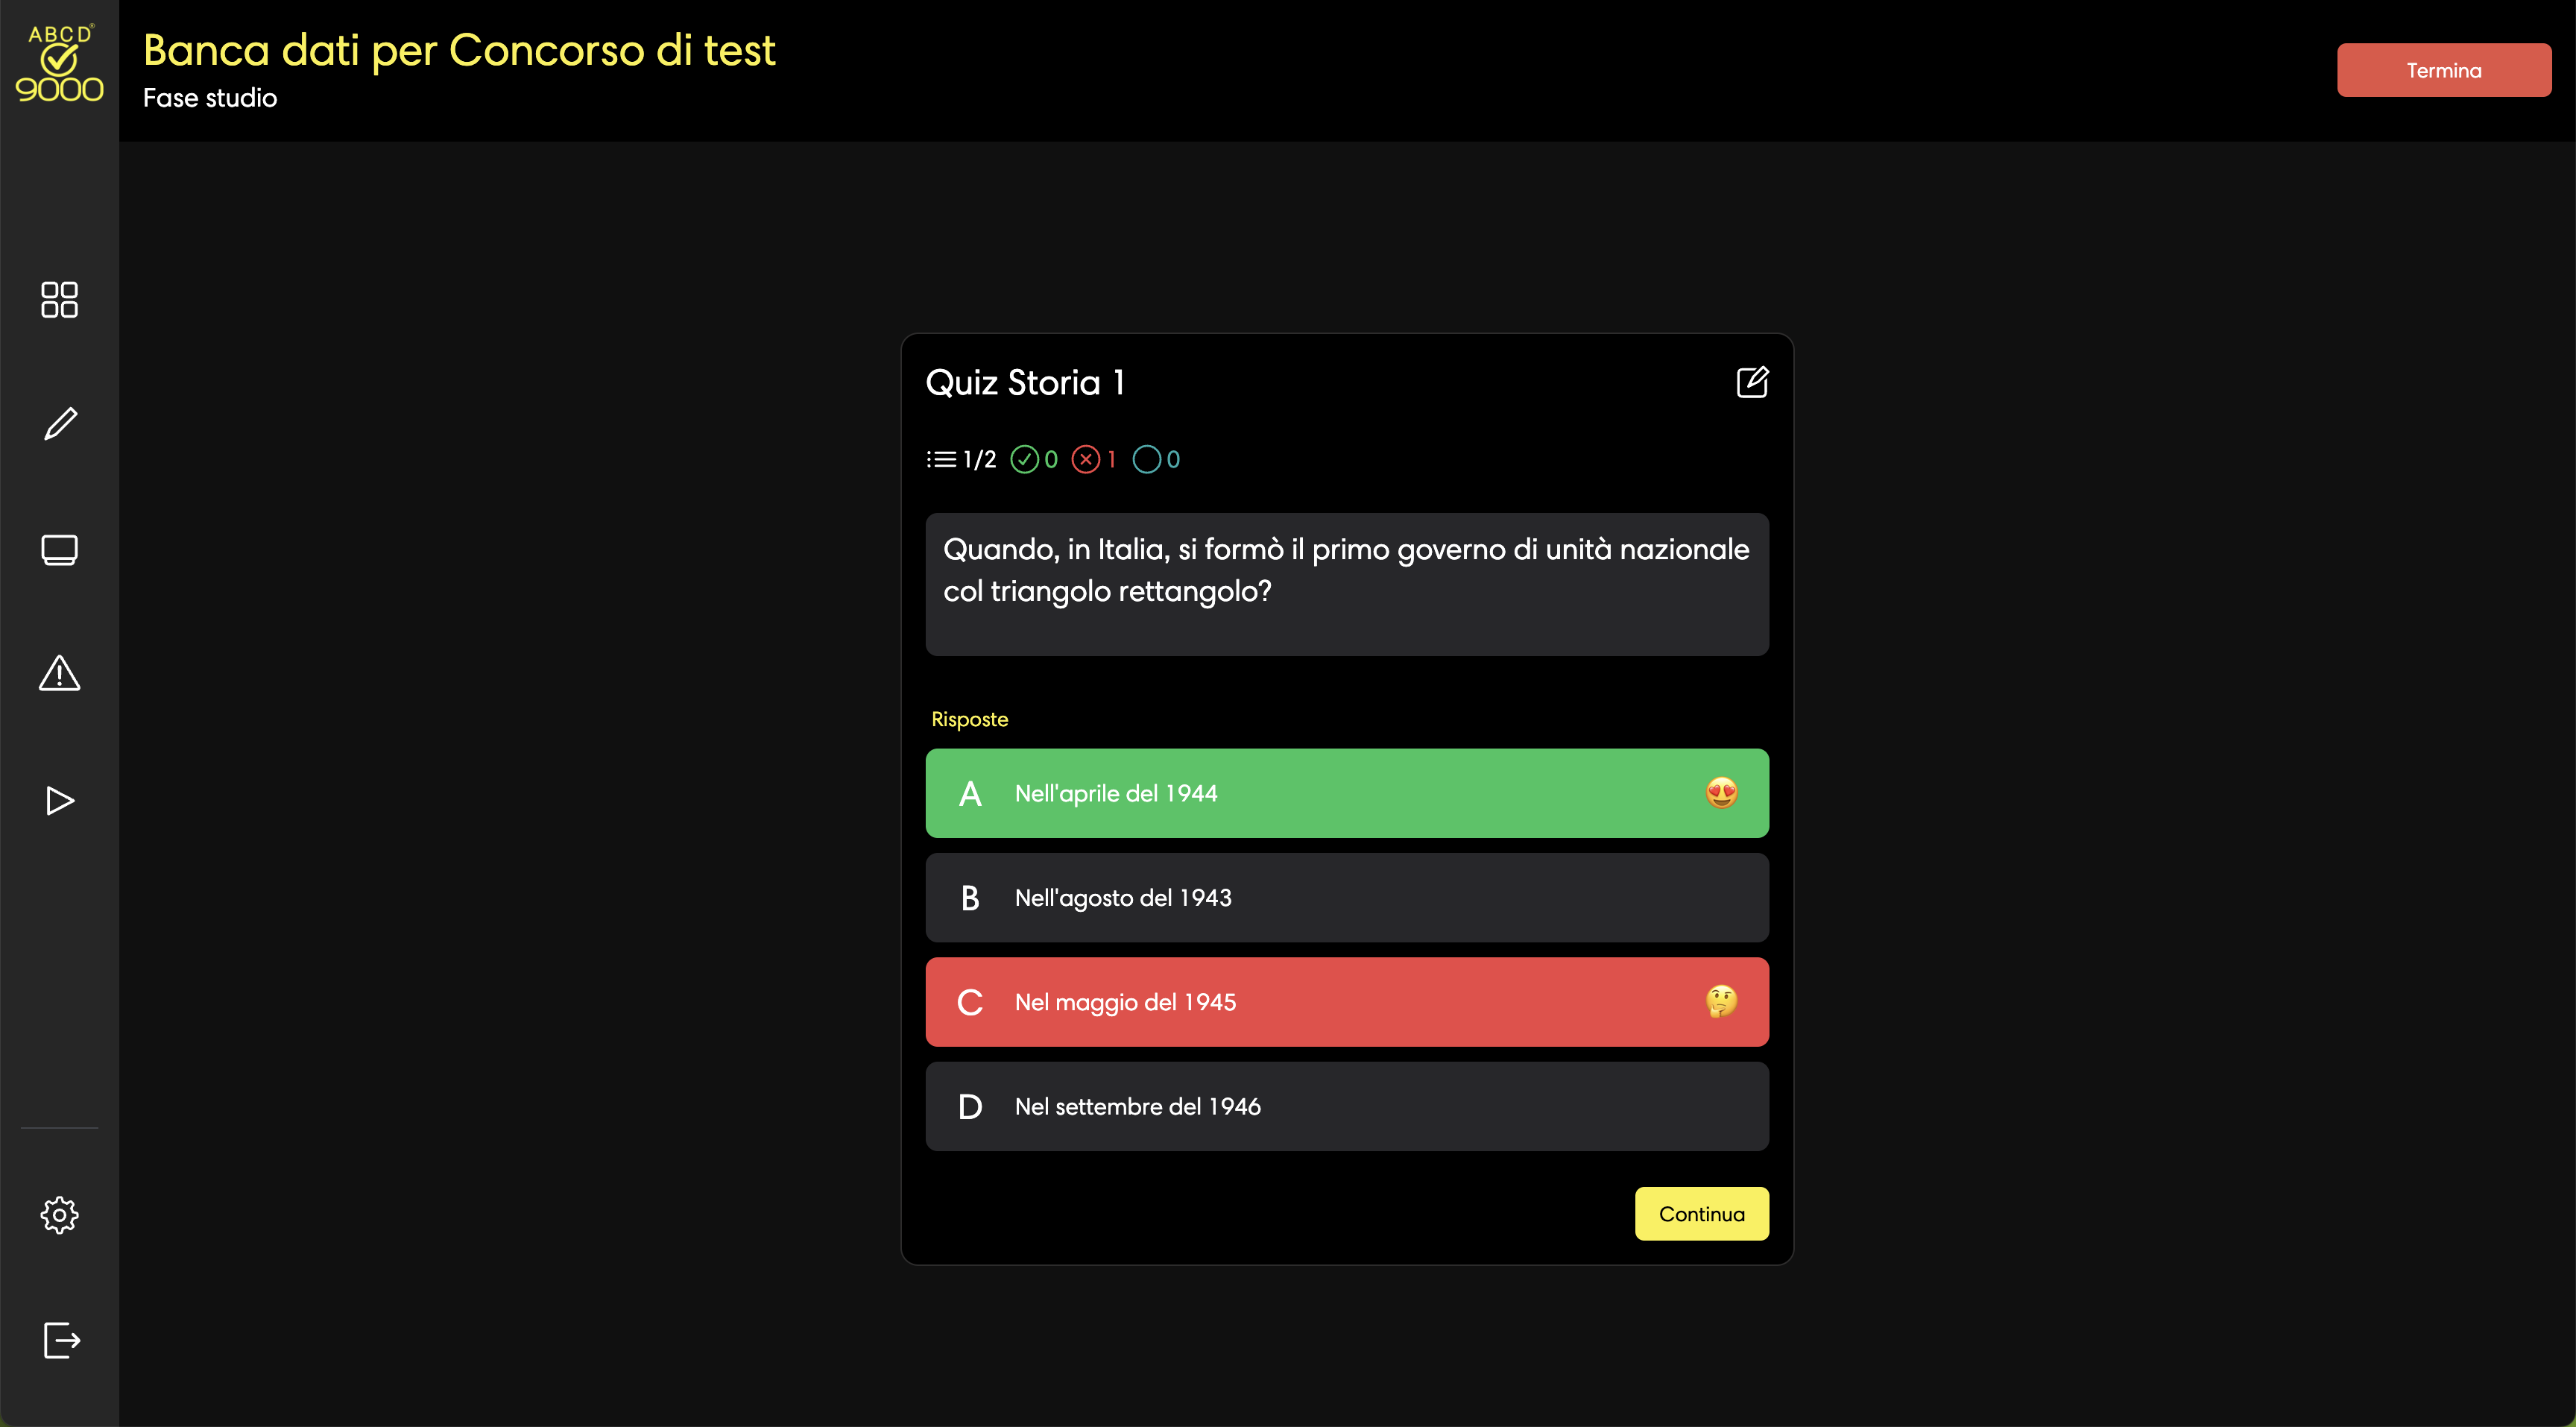 ABCD®
9000
Banca dati per Concorso di test
Fase studio
Termina
Quiz Storia 1
1/2 0 1 0
Quando, in Italia, si formò il primo governo di unità nazionale
col triangolo rettangolo?
Risposte
A Nell'aprile del 1944
B Nell'agosto del 1943
C Nel maggio del 1945
D Nel settembre del 1946
Continua